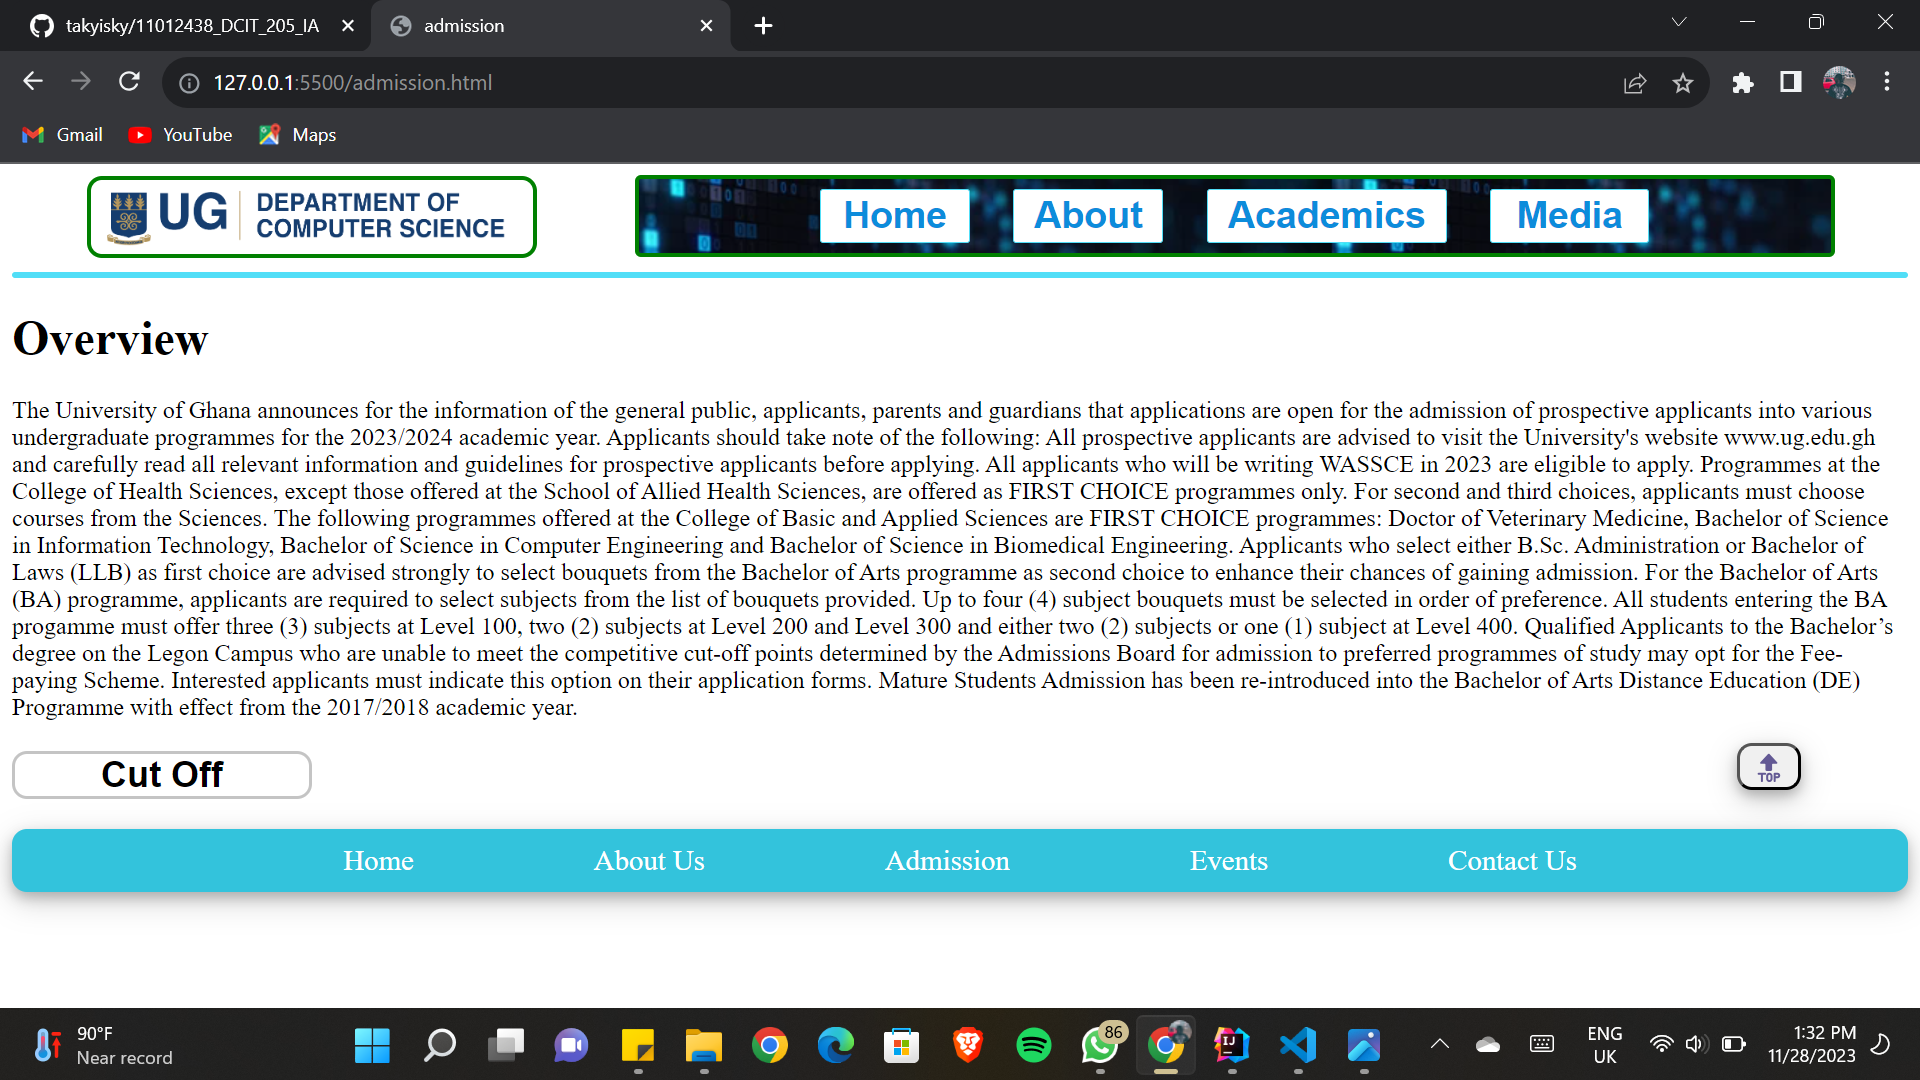 takyisky/11012438_DCIT_205_IA
admission
127.0.0.1:5500/admission.html
Gmail
YouTube
Maps
UG
DEPARTMENT OF
COMPUTER SCIENCE
Home
About
Academics
Media
Overview
The University of Ghana announces for the information of the general public, applicants, parents and guardians that applications are open for the admission of prospective applicants into various
undergraduate programmes for the 2023/2024 academic year. Applicants should take note of the following: All prospective applicants are advised to visit the University's website www.ug.edu.gh
and carefully read all relevant information and guidelines for prospective applicants before applying. All applicants who will be writing WASSCE in 2023 are eligible to apply. Programmes at the
College of Health Sciences, except those offered at the School of Allied Health Sciences, are offered as FIRST CHOICE programmes only. For second and third choices, applicants must choose
courses from the Sciences. The following programmes offered at the College of Basic and Applied Sciences are FIRST CHOICE programmes: Doctor of Veterinary Medicine, Bachelor of Science
in Information Technology, Bachelor of Science in Computer Engineering and Bachelor of Science in Biomedical Engineering. Applicants who select either B.Sc. Administration or Bachelor of
Laws (LLB) as first choice are advised strongly to select bouquets from the Bachelor of Arts programme as second choice to enhance their chances of gaining admission. For the Bachelor of Arts
(BA) programme, applicants are required to select subjects from the list of bouquets provided. Up to four (4) subject bouquets must be selected in order of preference. All students entering the BA
progamme must offer three (3) subjects at Level 100, two (2) subjects at Level 200 and Level 300 and either two (2) subjects or one (1) subject at Level 400. Qualified Applicants to the Bachelor’s
degree on the Legon Campus who are unable to meet the competitive cut-off points determined by the Admissions Board for admission to preferred programmes of study may opt for the Fee-
paying Scheme. Interested applicants must indicate this option on their application forms. Mature Students Admission has been re-introduced into the Bachelor of Arts Distance Education (DE)
Programme with effect from the 2017/2018 academic year.
Cut Off
TOP
Home
About Us
Admission
Events
Contact Us
90°F
Near record
86
IJ
ENG
UK
1:32 PM
11/28/2023